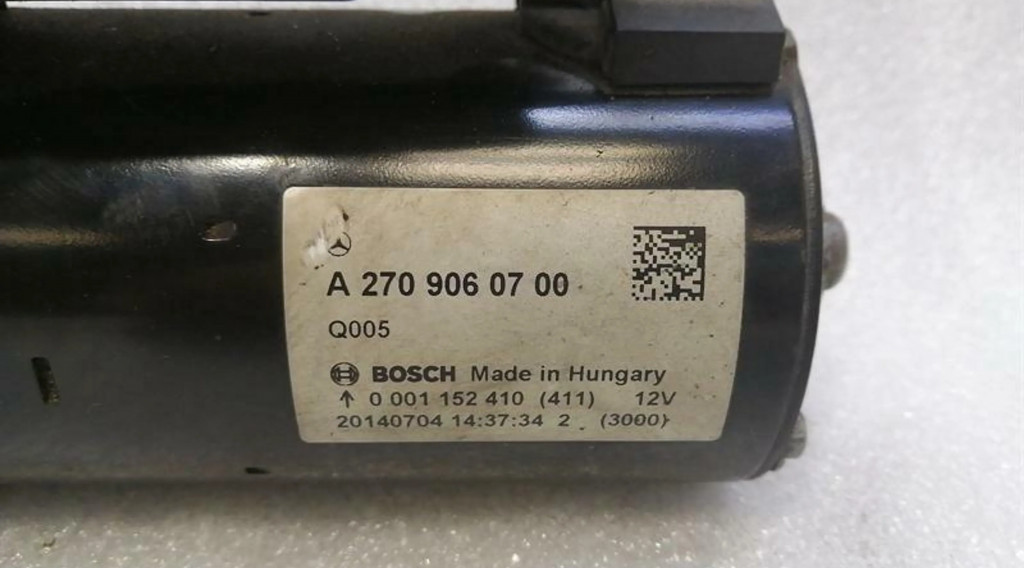 A 270 906 07 00
Q005
BOSCH Made in Hungary
↑ 0 001 152 410 (411) 12V
20140704 14:37:34 2 (3000)